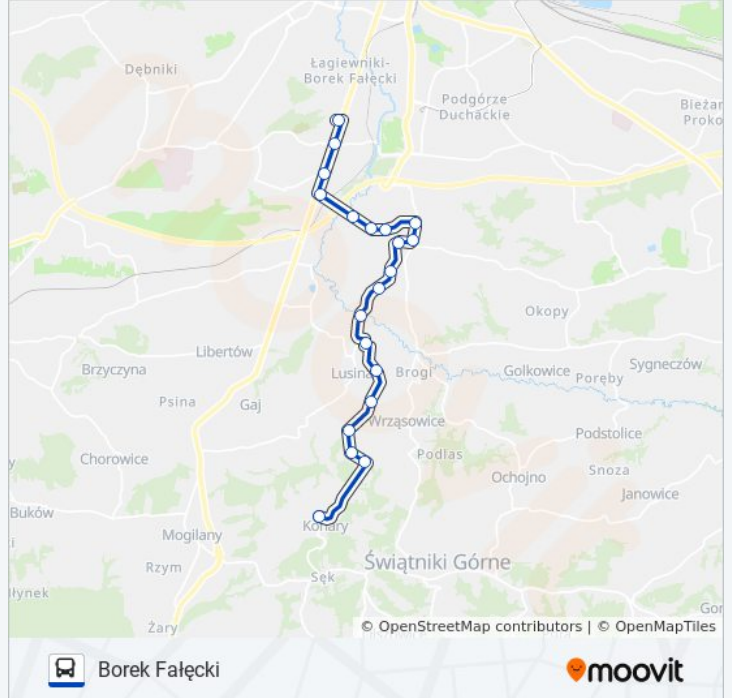 Dębniki
Łagiewniki-
Borek Fałęcki
Podgórze
Duchackie
Bieżan
Proko
Okopy
Libertów
Brzyczyna
Lusina
Brogi
Golkowice
Sygneczów
Poręby
Psina
Gaj
Wrząsowice
Podstolice
Chorowice
Podlas
Snoza
Ochojno
Janowice
Buków
Konary
Mogilany
Rzym
Świątniki Górne
Sęk
łynek
Gor
Żary
© OpenStreetMap contributors | © OpenMapTiles
Borek Fałęcki
moovit